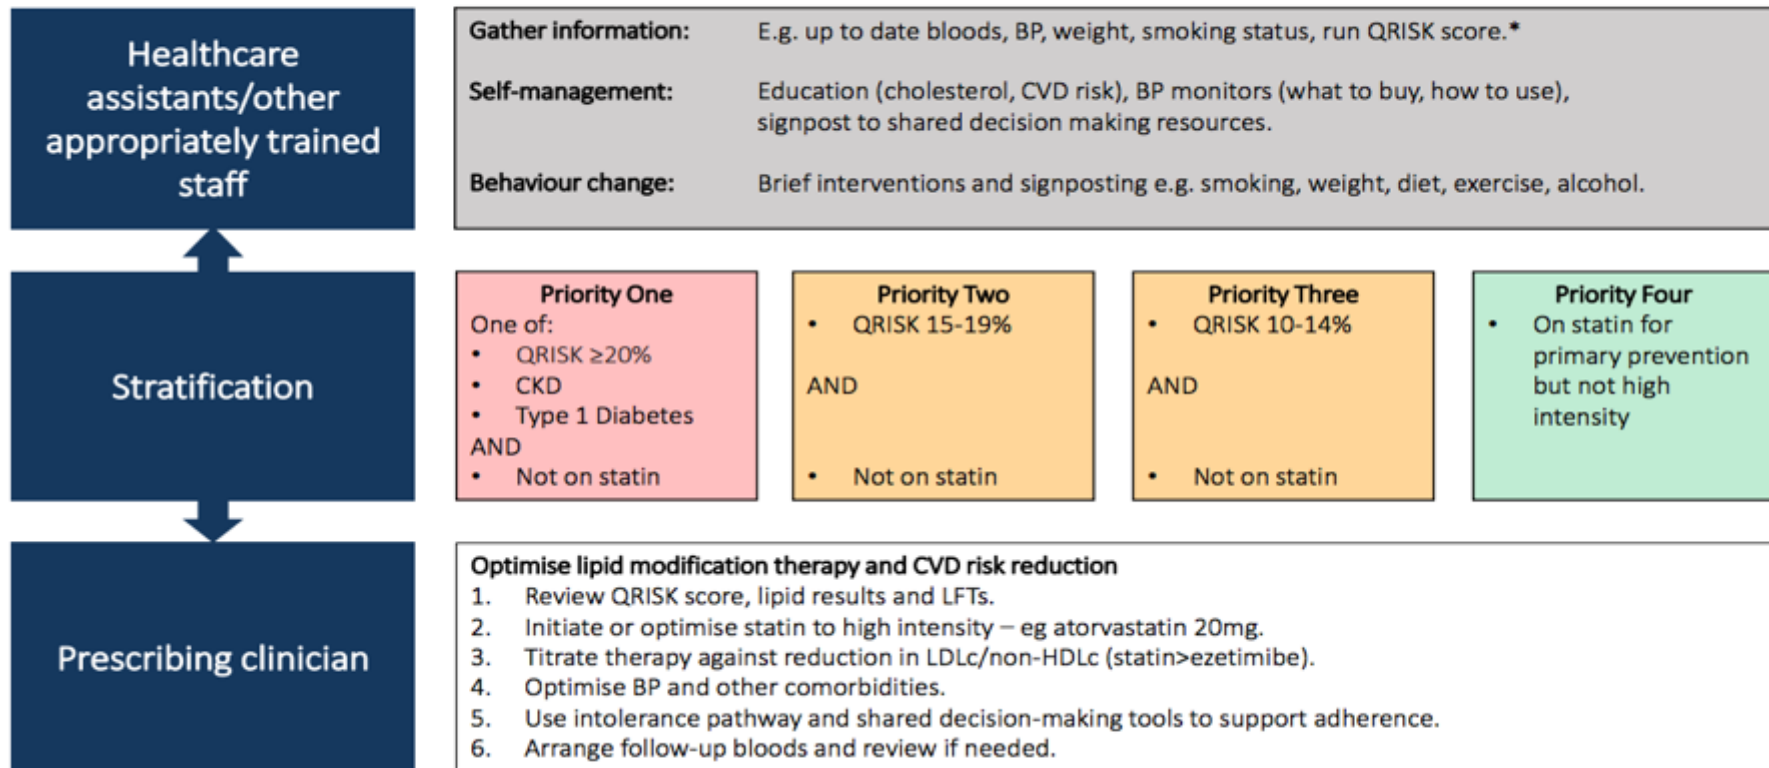 Healthcare
assistants/other
appropriately trained
staff
Gather information: E.g. up to date bloods, BP, weight, smoking status, run QRISK score.*
Self-management: Education (cholesterol, CVD risk), BP monitors (what to buy, how to use),
signpost to shared decision making resources.
Behaviour change: Brief interventions and signposting e.g. smoking, weight, diet, exercise, alcohol.
Stratification
Priority One
One of:
• QRISK ≥20%
• CKD
• Type 1 Diabetes
AND
• Not on statin
Priority Two
• QRISK 15-19%
AND
• Not on statin
Priority Three
• QRISK 10-14%
AND
• Not on statin
Priority Four
• On statin for
primary prevention
but not high
intensity
Prescribing clinician
Optimise lipid modification therapy and CVD risk reduction
1. Review QRISK score, lipid results and LFTs.
2. Initiate or optimise statin to high intensity – eg atorvastatin 20mg.
3. Titrate therapy against reduction in LDLc/non-HDLc (statin>ezetimibe).
4. Optimise BP and other comorbidities.
5. Use intolerance pathway and shared decision-making tools to support adherence.
6. Arrange follow-up bloods and review if needed.